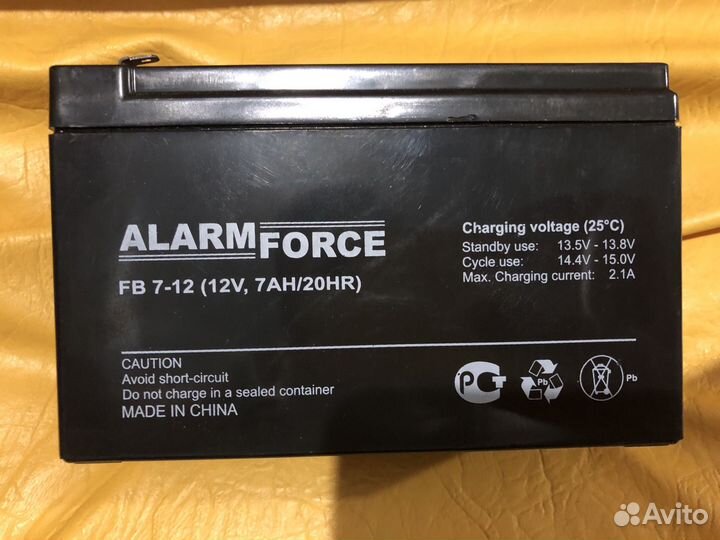 ALARM FORCE
FB 7-12 (12V, 7AH/20HR)
Charging voltage (25°C)
Standby use: 13.5V - 13.8V
Cycle use: 14.4V - 15.0V
Max. Charging current: 2.1A
CAUTION
Avoid short-circuit
Do not charge in a sealed container
MADE IN CHINA
РСТ
Pb
Pb
Avito